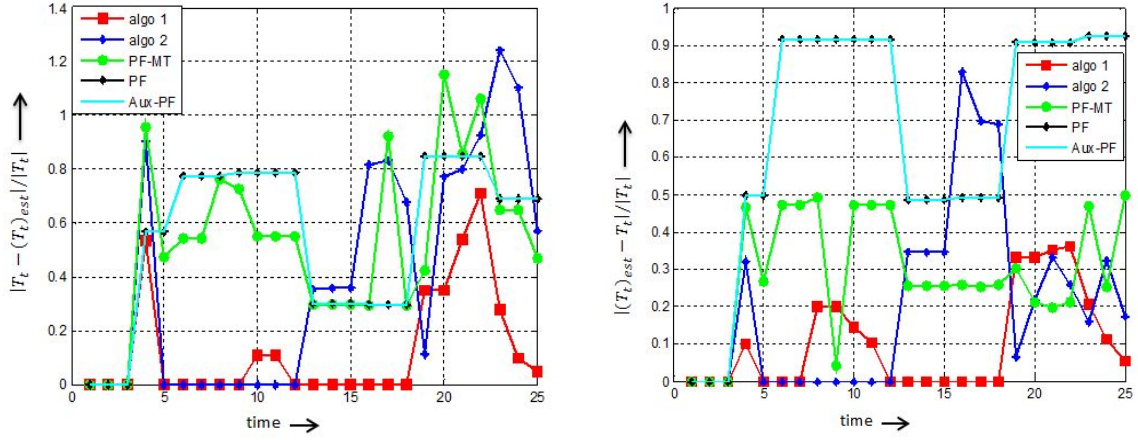 algo 1
algo 2
PF-MT
PF
Aux-PF
1.4
1.2
1
0.8
0.6
0.4
0.2
0
0 5 10 15 20 25
time →
|T_t − (T_t)_{est}|/|T_t| →
1
0.9
0.8
0.7
0.6
0.5
0.4
0.3
0.2
0.1
0
0 5 10 15 20 25
time →
|(T_t)_{est} − T_t|/|T_t| →
algo 1
algo 2
PF-MT
PF
Aux-PF